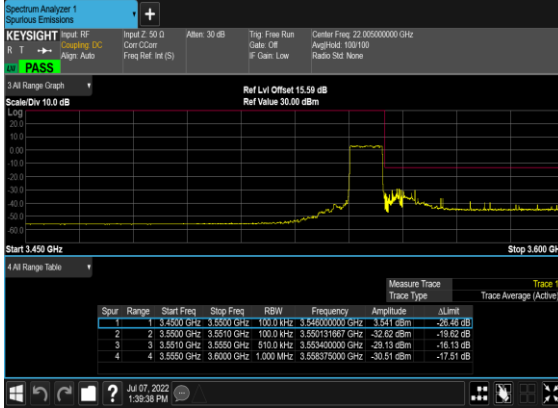 Spectrum Analyzer 1
Spurious Emissions
+
KEYSIGHT Input: RF Input Z: 50 Ω Atten: 30 dB Trig: Free Run Center Freq: 22.005000000 GHz
R T Coupling: DC Corr CCorr Gate: Off Avg|Hold: 100/100
Align: Auto Freq Ref: Int (S) IF Gain: Low Radio Std: None
PASS
3 All Range Graph Ref Lvl Offset 15.59 dB
Scale/Div 10.0 dB Ref Value 30.00 dBm
Log
20.0
10.0
0.00
-10.0
-20.0
-30.0
-40.0
-50.0
-60.0
Start 3.450 GHz Stop 3.600 GH
4 All Range Table
Measure Trace Trace 1
Trace Type Trace Average (Active)
Spur Range Start Freq Stop Freq RBW Frequency Amplitude ΔLimit
1 1 3.4500 GHz 3.5500 GHz 100.0 kHz 3.546000000 GHz 3.541 dBm -26.46 dB
2 2 3.5500 GHz 3.5510 GHz 100.0 kHz 3.550131667 GHz -32.62 dBm -19.62 dB
3 3 3.5510 GHz 3.5550 GHz 510.0 kHz 3.553400000 GHz -29.13 dBm -16.13 dB
4 4 3.5550 GHz 3.6000 GHz 1.000 MHz 3.558375000 GHz -30.51 dBm -17.51 dB
? Jul 07, 2022
1:39:38 PM